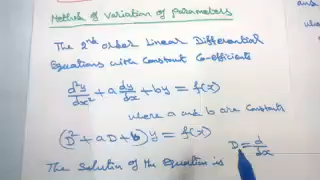 Method of Variation of Parameters
The 2nd order Linear Differential
Equations with Constant Co-efficients
d²y/dx² + a dy/dx + by = f(x)
where a and b are Constants
(D² + aD + b) y = f(x)
D = d/dx
The Solution of the Equation is